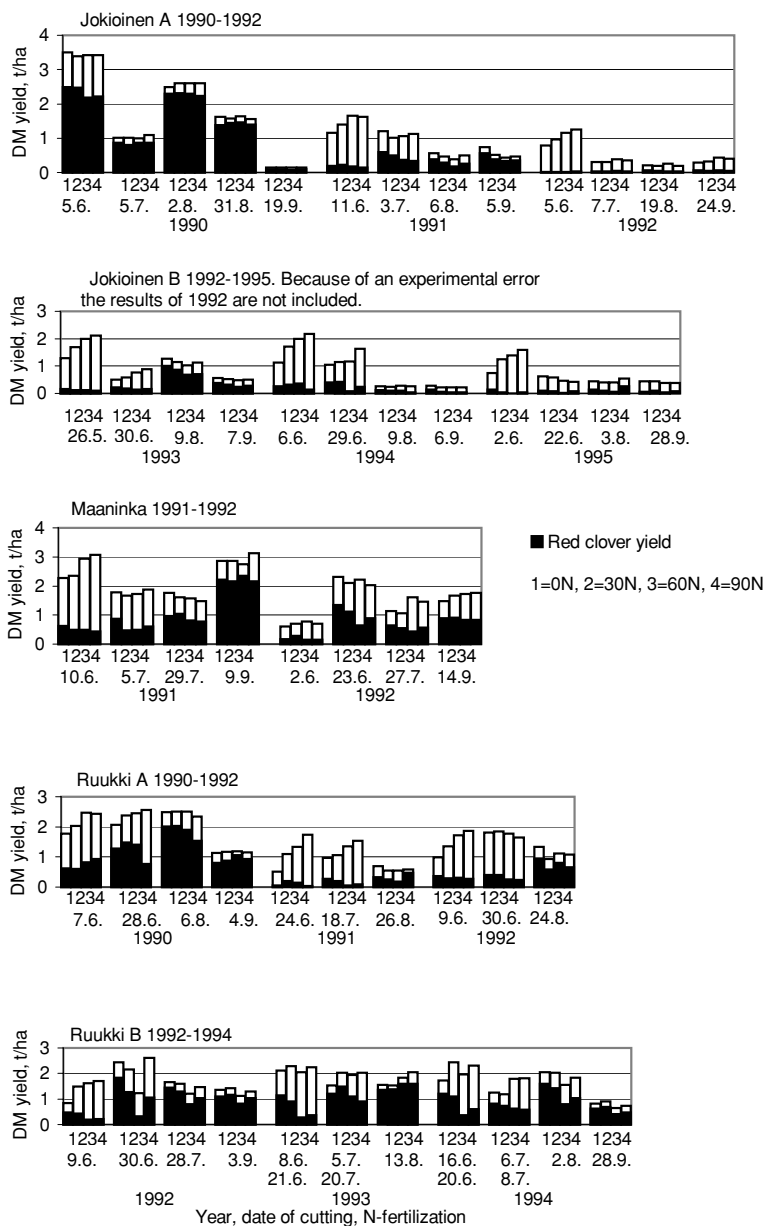 Jokioinen A 1990-1992
DM yield, t/ha
4
3
2
1
0
1234 1234 1234 1234 1234 1234 1234 1234 1234 1234 1234 1234 1234
5.6. 5.7. 2.8. 31.8. 19.9. 11.6. 3.7. 6.8. 5.9. 5.6. 7.7. 19.8. 24.9.
1990 1991 1992
Jokioinen B 1992-1995. Because of an experimental error
the results of 1992 are not included.
DM yield, t/ha
3
2
1
0
1234 1234 1234 1234 1234 1234 1234 1234 1234 1234 1234 1234
26.5. 30.6. 9.8. 7.9. 6.6. 29.6. 9.8. 6.9. 2.6. 22.6. 3.8. 28.9.
1993 1994 1995
Maaninka 1991-1992
DM yield, t/ha
4
3
2
1
0
1234 1234 1234 1234 1234 1234 1234 1234
10.6. 5.7. 29.7. 9.9. 2.6. 23.6. 27.7. 14.9.
1991 1992
Red clover yield
1=0N, 2=30N, 3=60N, 4=90N
Ruukki A 1990-1992
DM yield, t/ha
3
2
1
0
1234 1234 1234 1234 1234 1234 1234 1234 1234 1234
7.6. 28.6. 6.8. 4.9. 24.6. 18.7. 26.8. 9.6. 30.6. 24.8.
1990 1991 1992
Ruukki B 1992-1994
DM yield, t/ha
3
2
1
0
1234 1234 1234 1234 1234 1234 1234 1234 1234 1234 1234
9.6. 30.6. 28.7. 3.9. 8.6. 5.7. 13.8. 16.6. 6.7. 2.8. 28.9.
21.6. 20.7. 20.6. 8.7.
1992 1993 1994
Year, date of cutting, N-fertilization